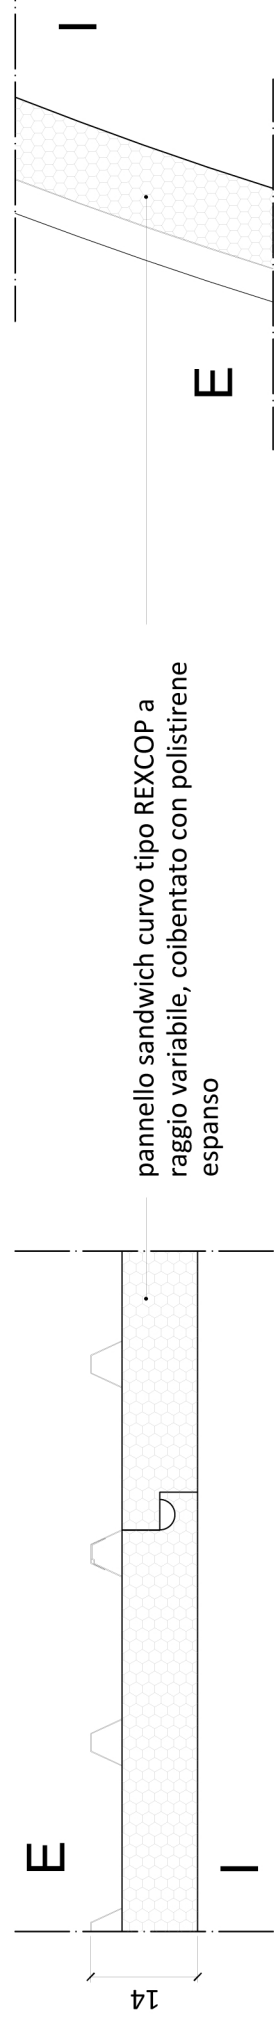 I
E
pannello sandwich curvo tipo REXCOP a
raggio variabile, coibentato con polistirene
espanso
E
I
14